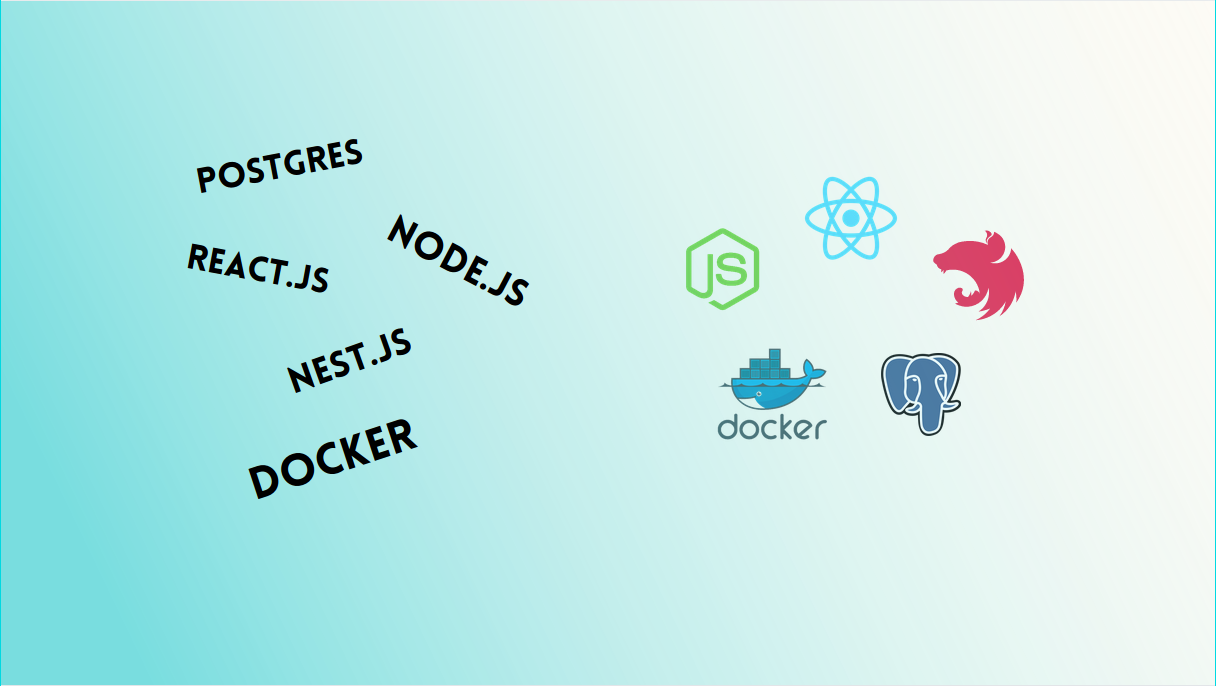 POSTGRES
NODE.JS
REACT.JS
NEST.JS
DOCKER
JS
docker